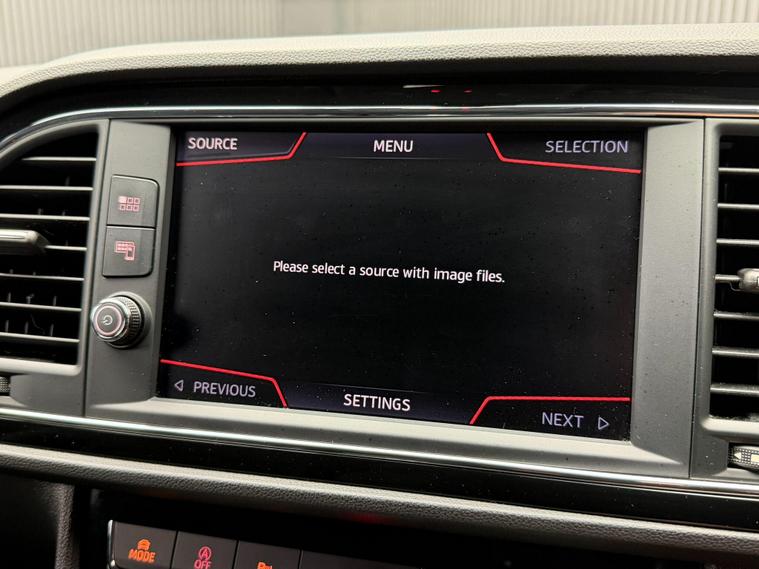 SOURCE
MENU
SELECTION
Please select a source with image files.
PREVIOUS
SETTINGS
NEXT
MODE
OFF